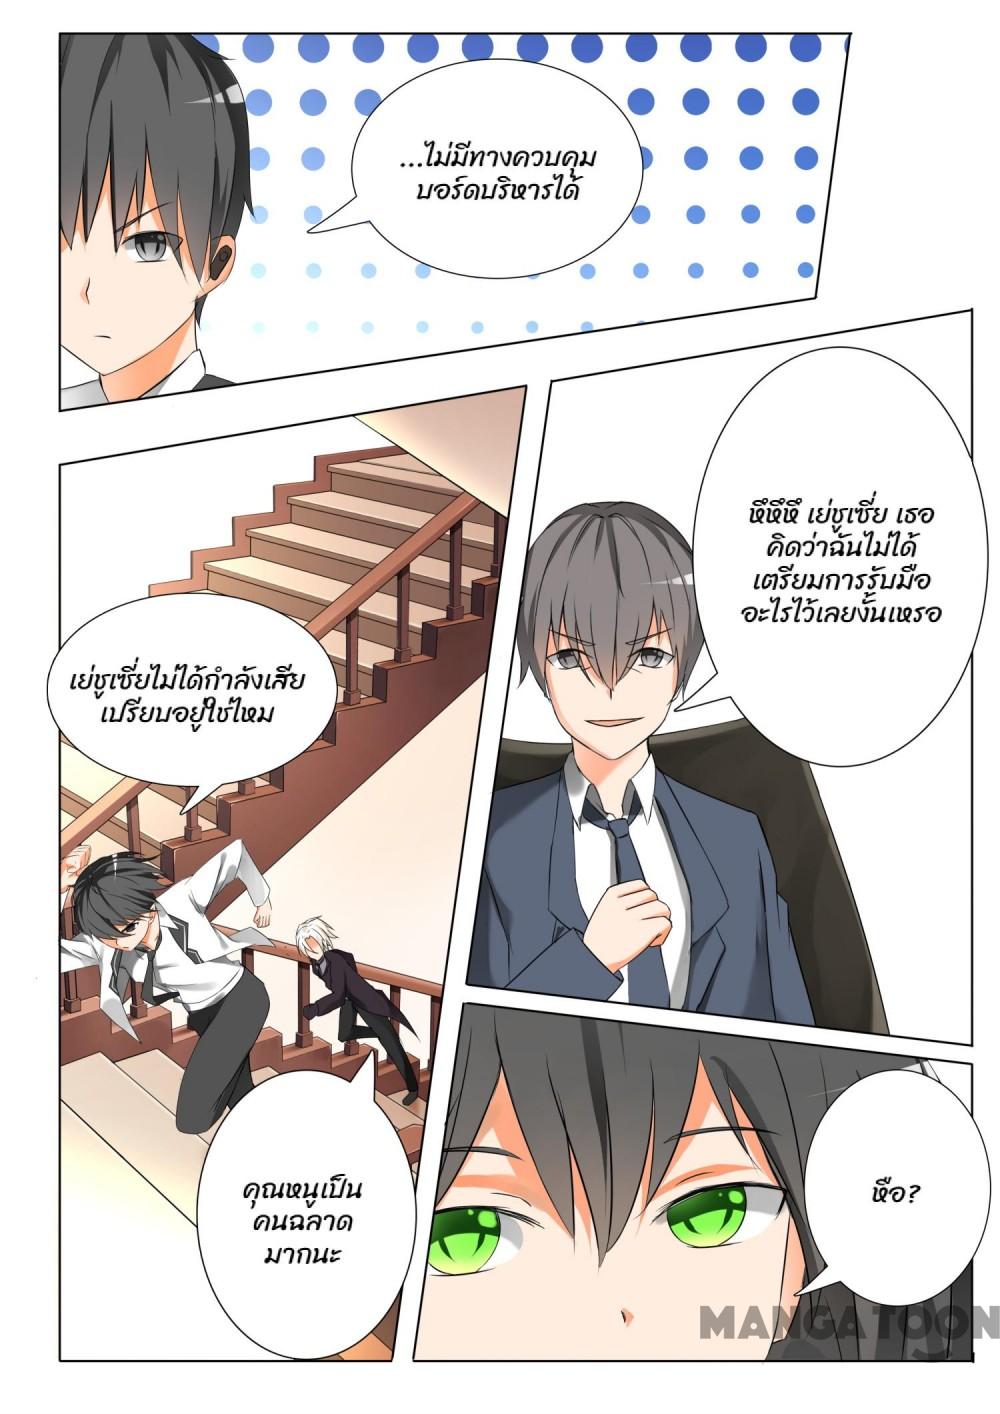 ...ไม่มีทางควบคุม
บอร์ดบริหารได้
เย่ชูเซี่ยไม่ได้กำลังเสีย
เปรียบอยู่ใช่ไหม
คุณหนูเป็น
คนฉลาด
มากนะ
หึหึหึ เย่ชูเซี่ย เธอ
คิดว่าฉันไม่ได้
เตรียมการรับมือ
อะไรไว้เลยงั้นเหรอ
หือ?
MANGATOON